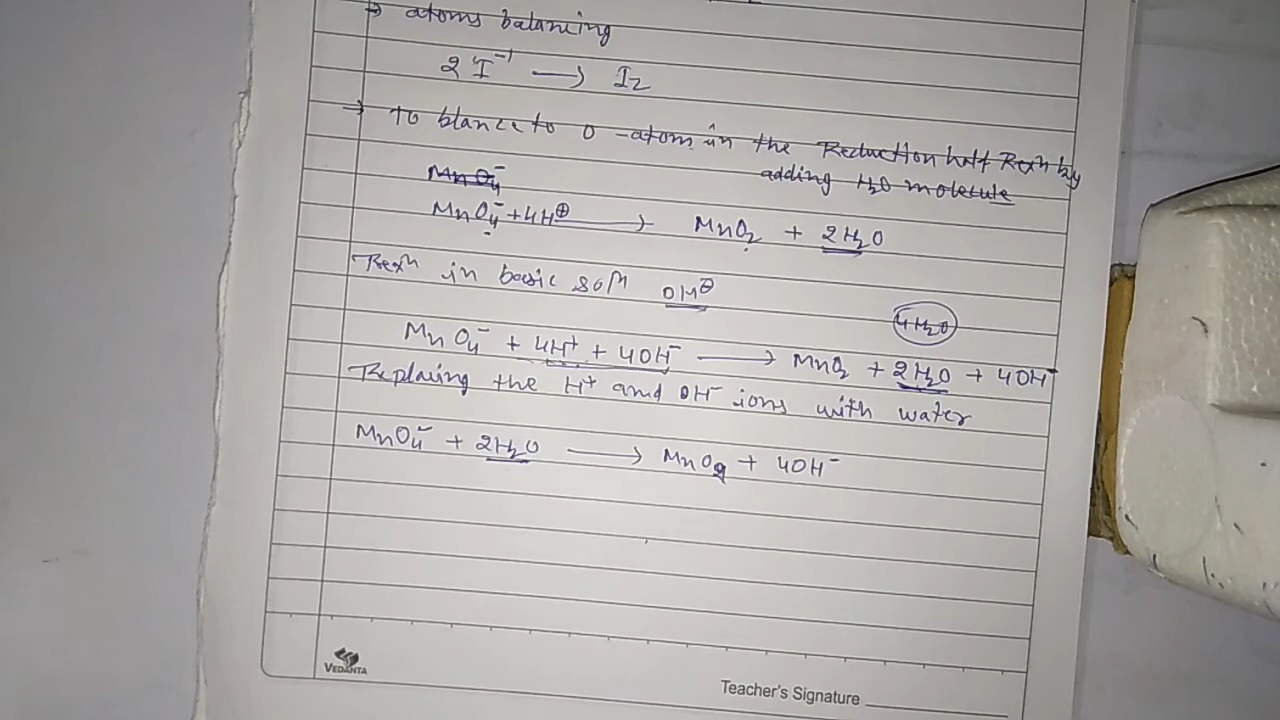 → atoms balancing
2I⁻¹ → I2
→ To blance to O-atom in the Reduction half Rexn by
adding H2O molecule
MnO4⁻
MnO4⁻ + 4H⊕ → MnO2 + 2H2O
Rexn in basic soln OH⊖
4H2O
MnO4⁻ + 4H⁺ + 4OH⁻ → MnO2 + 2H2O + 4OH⁻
Replacing the H⁺ and OH⁻ ions with water
MnO4⁻ + 2H2O → MnO2 + 4OH⁻
VEDANTA
Teacher's Signature